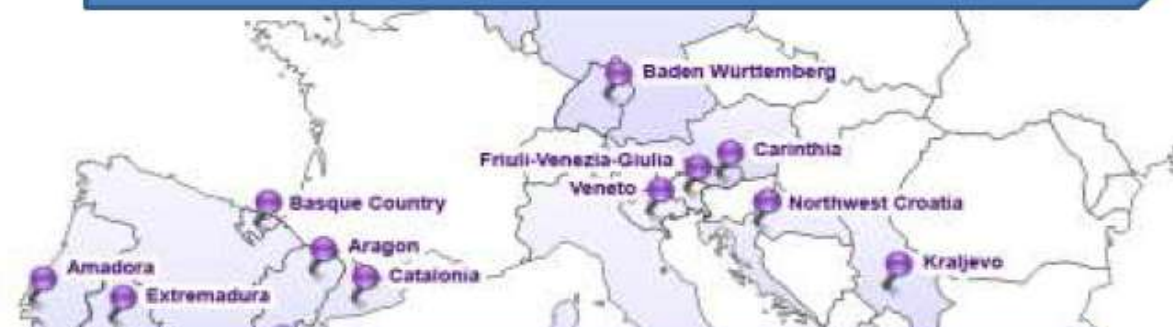 Baden Württemberg
Carinthia
Friuli-Venezia-Giulia
Veneto
Basque Country
Northwest Croatia
Aragon
Kraljevo
Amadora
Catalonia
Extremadura